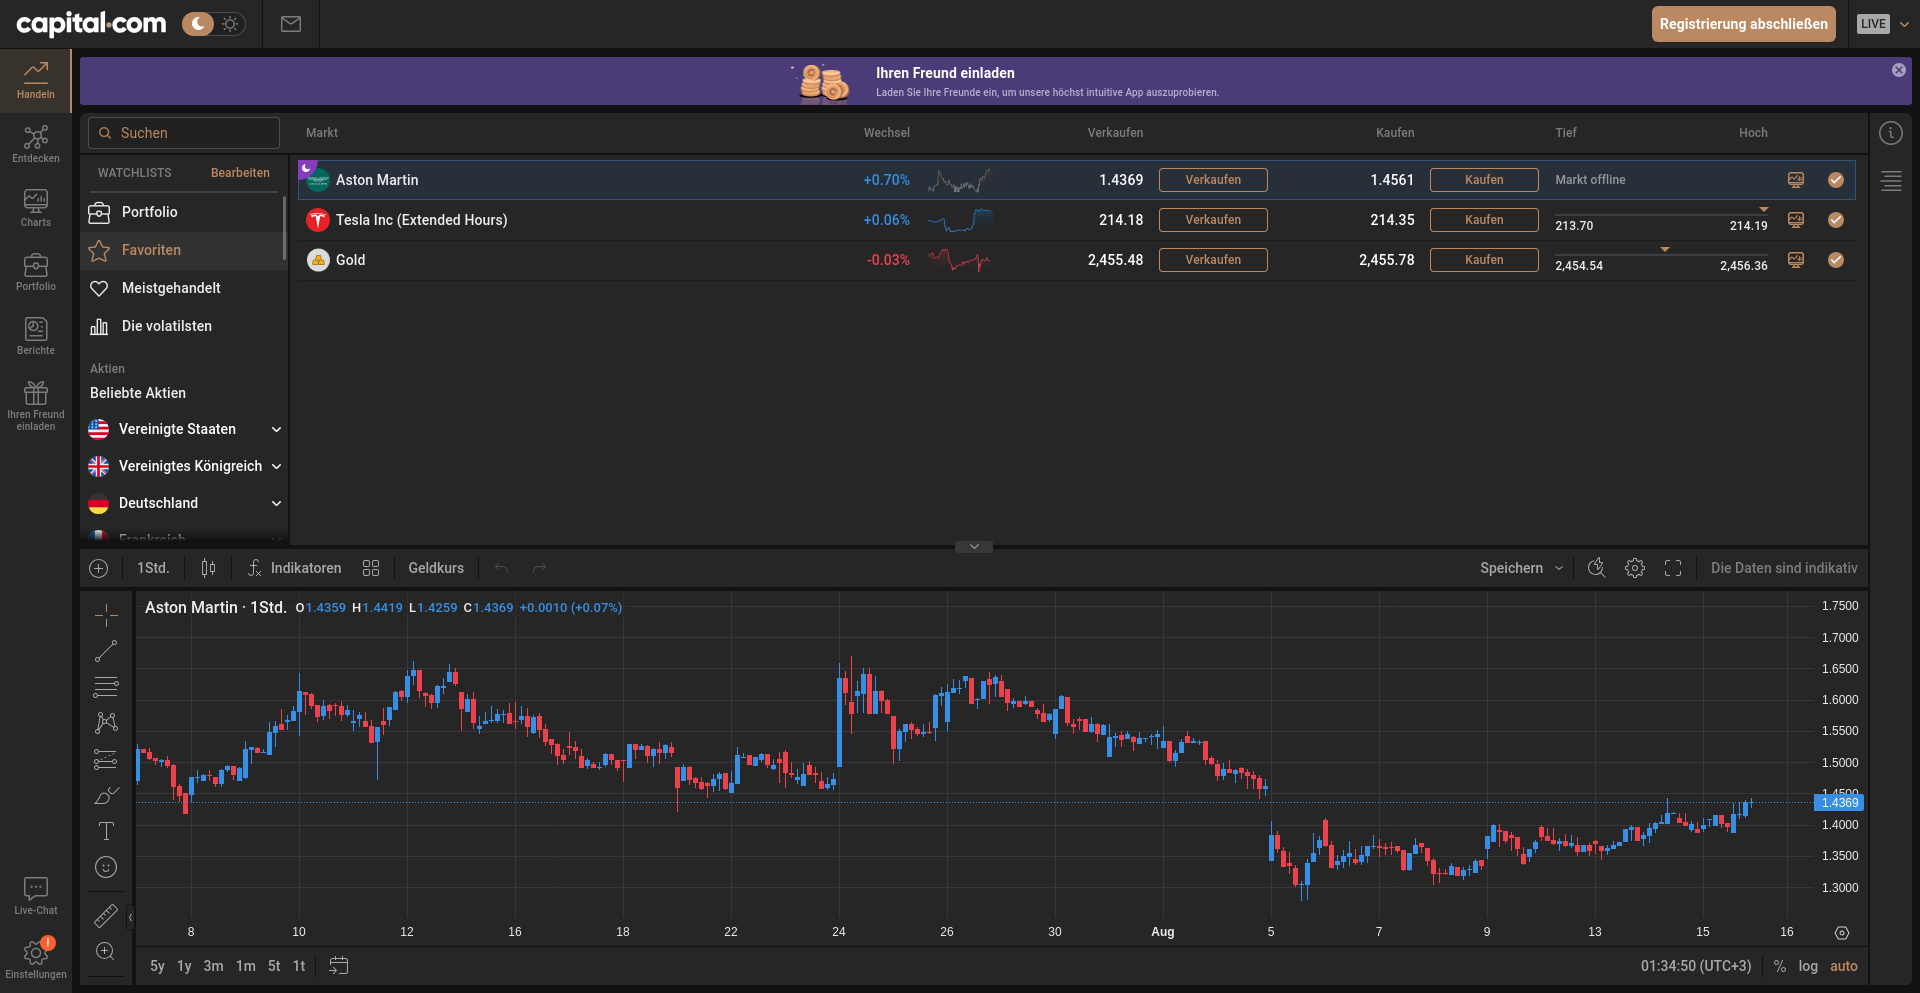 capital.com
Registrierung abschließen
LIVE
Handeln
Ihren Freund einladen
Laden Sie Ihre Freunde ein, um unsere höchst intuitive App auszuprobieren.
Entdecken
Charts
Portfolio
Berichte
Ihren Freund
einladen
Live-Chat
!
Einstellungen
Suchen
WATCHLISTS Bearbeiten
Portfolio
Favoriten
Meistgehandelt
Die volatilsten
Aktien
Beliebte Aktien
Vereinigte Staaten
Vereinigtes Königreich
Deutschland
Frankreich
Markt Wechsel Verkaufen Kaufen Tief Hoch
Aston Martin +0.70% 1.4369 Verkaufen 1.4561 Kaufen Markt offline
Tesla Inc (Extended Hours) +0.06% 214.18 Verkaufen 214.35 Kaufen 213.70 214.19
Gold -0.03% 2,455.48 Verkaufen 2,455.78 Kaufen 2,454.54 2,456.36
1Std. Indikatoren Geldkurs Speichern Die Daten sind indikativ
Aston Martin · 1Std. O1.4359 H1.4419 L1.4259 C1.4369 +0.0010 (+0.07%)
1.7500
1.7000
1.6500
1.6000
1.5500
1.5000
1.4500
1.4369
1.4000
1.3500
1.3000
8 10 12 16 18 22 24 26 30 Aug 5 7 9 13 15 16
5y 1y 3m 1m 5t 1t 01:34:50 (UTC+3) % log auto